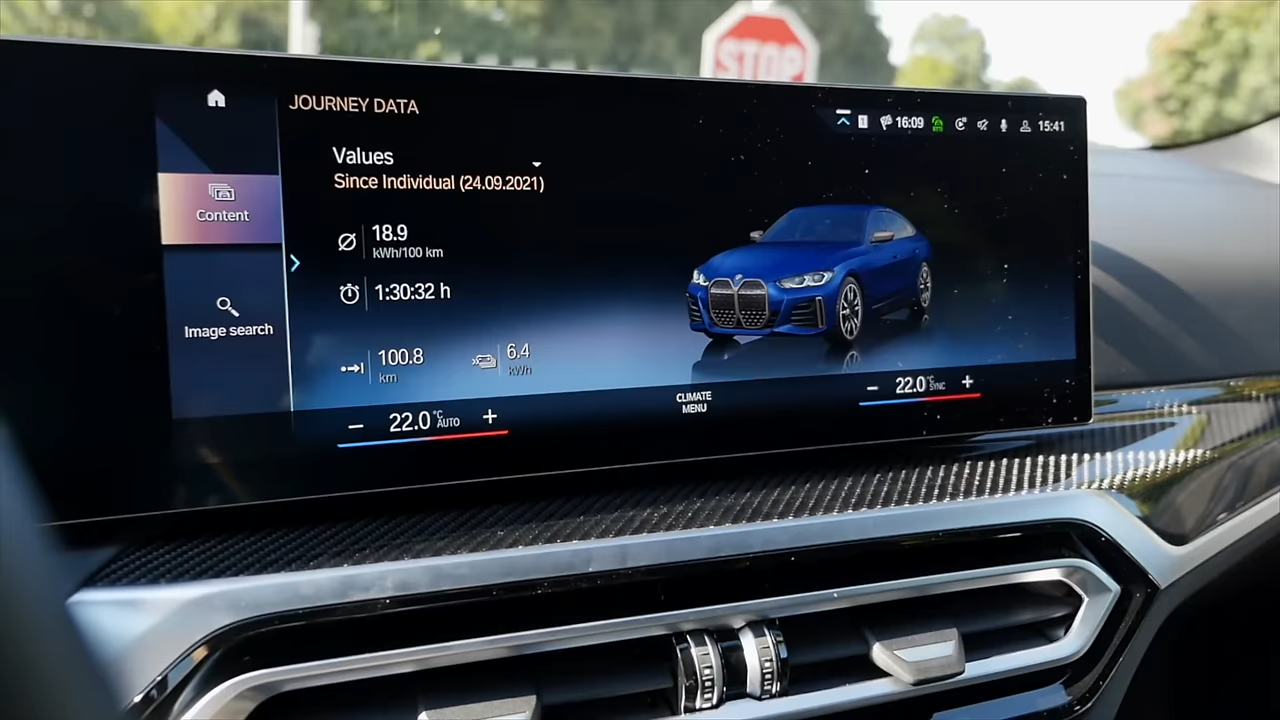 STOP
JOURNEY DATA
1 16:09 15:41
Values
Since Individual (24.09.2021)
Content
18.9
kWh/100 km
1:30:32 h
Image search
100.8
km
6.4
kWh
22.0 °C AUTO
CLIMATE
MENU
22.0 °C SYNC